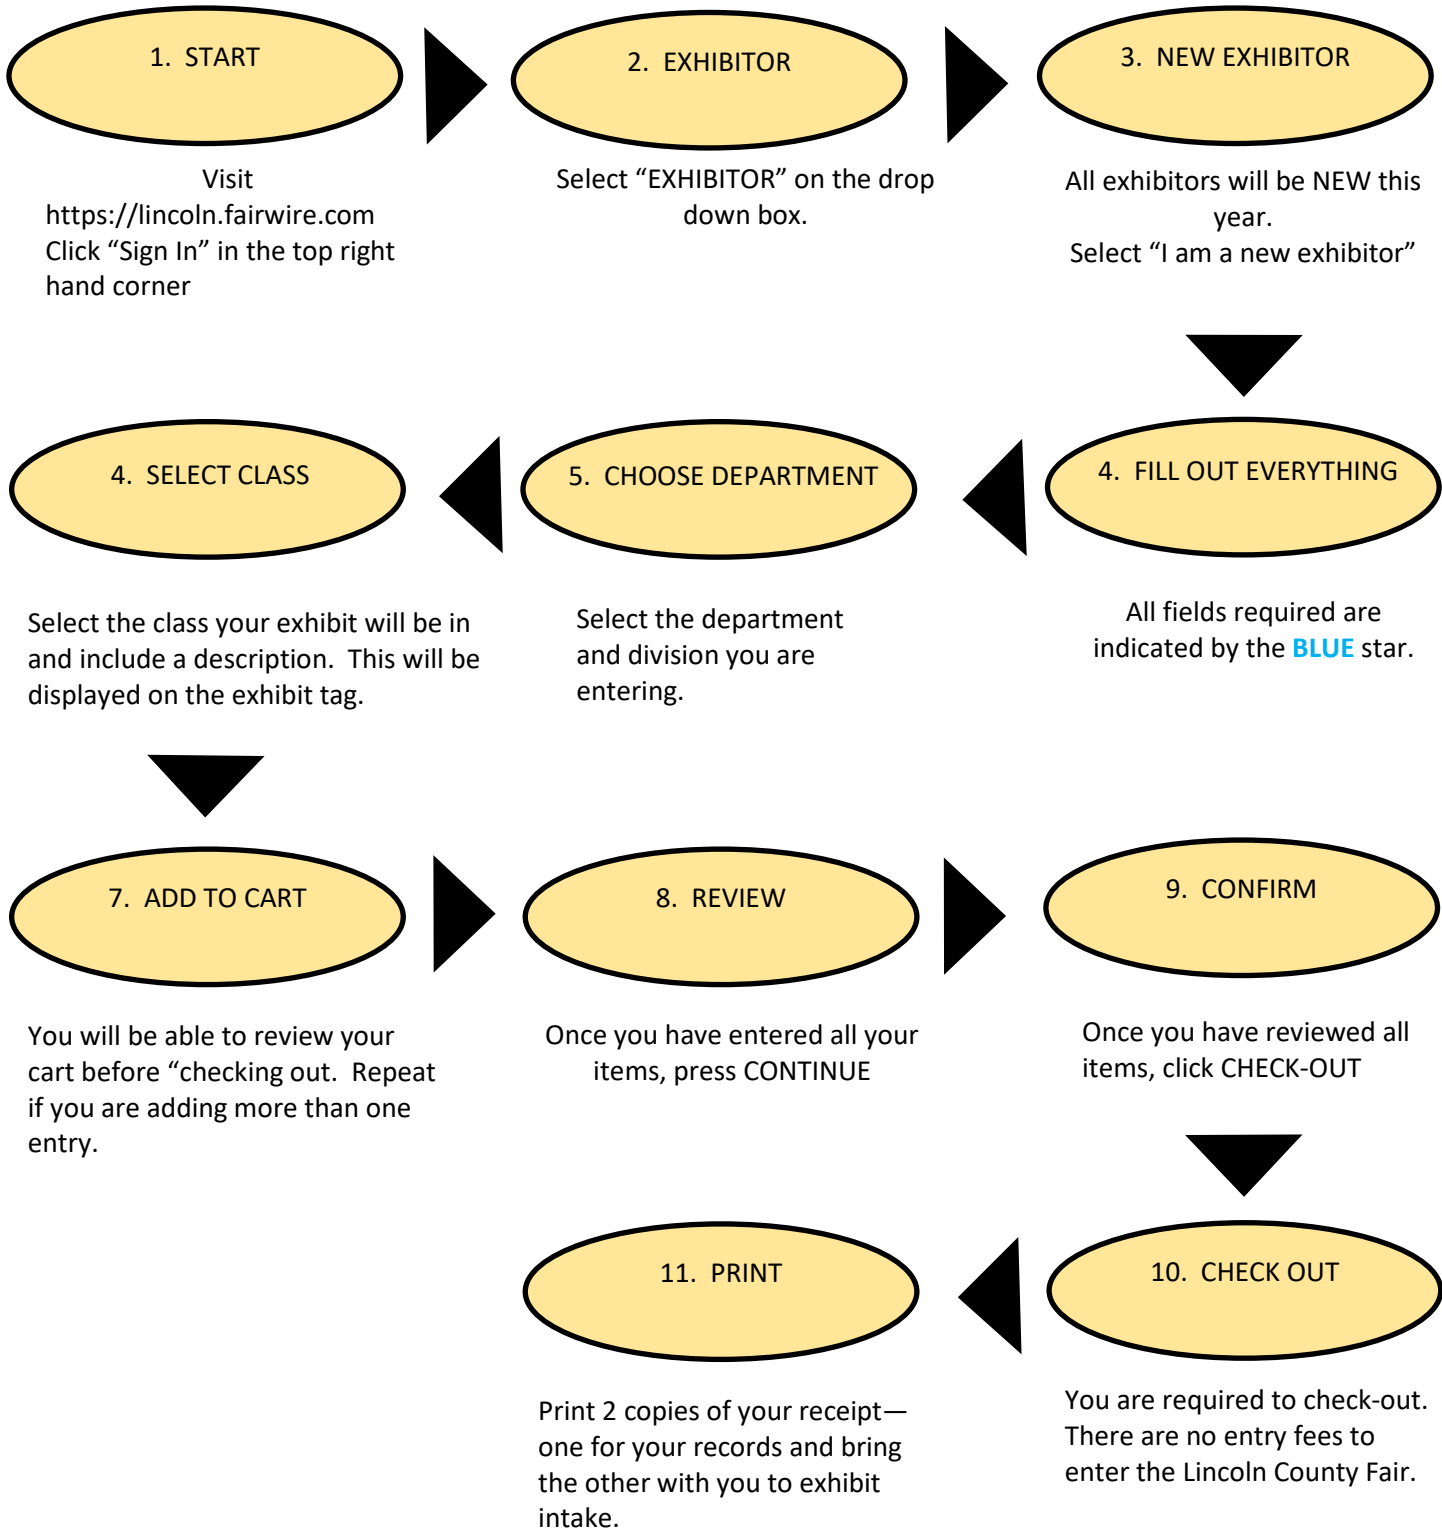 1. START
Visit
https://lincoln.fairwire.com
Click “Sign In” in the top right
hand corner
2. EXHIBITOR
Select “EXHIBITOR” on the drop
down box.
3. NEW EXHIBITOR
All exhibitors will be NEW this
year.
Select “I am a new exhibitor”
4. FILL OUT EVERYTHING
All fields required are
indicated by the BLUE star.
5. CHOOSE DEPARTMENT
Select the department
and division you are
entering.
4. SELECT CLASS
Select the class your exhibit will be in
and include a description. This will be
displayed on the exhibit tag.
7. ADD TO CART
You will be able to review your
cart before “checking out. Repeat
if you are adding more than one
entry.
8. REVIEW
Once you have entered all your
items, press CONTINUE
9. CONFIRM
Once you have reviewed all
items, click CHECK-OUT
10. CHECK OUT
You are required to check-out.
There are no entry fees to
enter the Lincoln County Fair.
11. PRINT
Print 2 copies of your receipt—
one for your records and bring
the other with you to exhibit
intake.